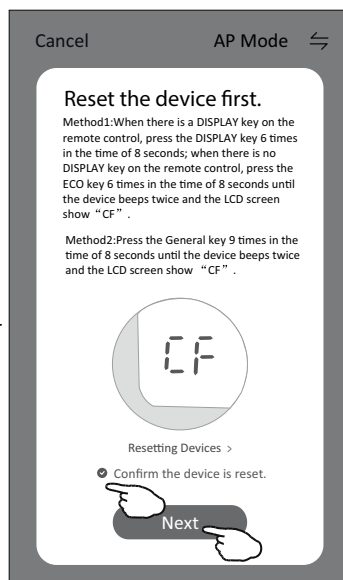 Cancel AP Mode
Reset the device first.
Method1:When there is a DISPLAY key on the
remote control, press the DISPLAY key 6 times
in the time of 8 seconds; when there is no
DISPLAY key on the remote control, press the
ECO key 6 times in the time of 8 seconds until
the device beeps twice and the LCD screen
show “CF”.
Method2:Press the General key 9 times in the
time of 8 seconds until the device beeps twice
and the LCD screen show “CF”.
CF
Resetting Devices >
Confirm the device is reset.
Next